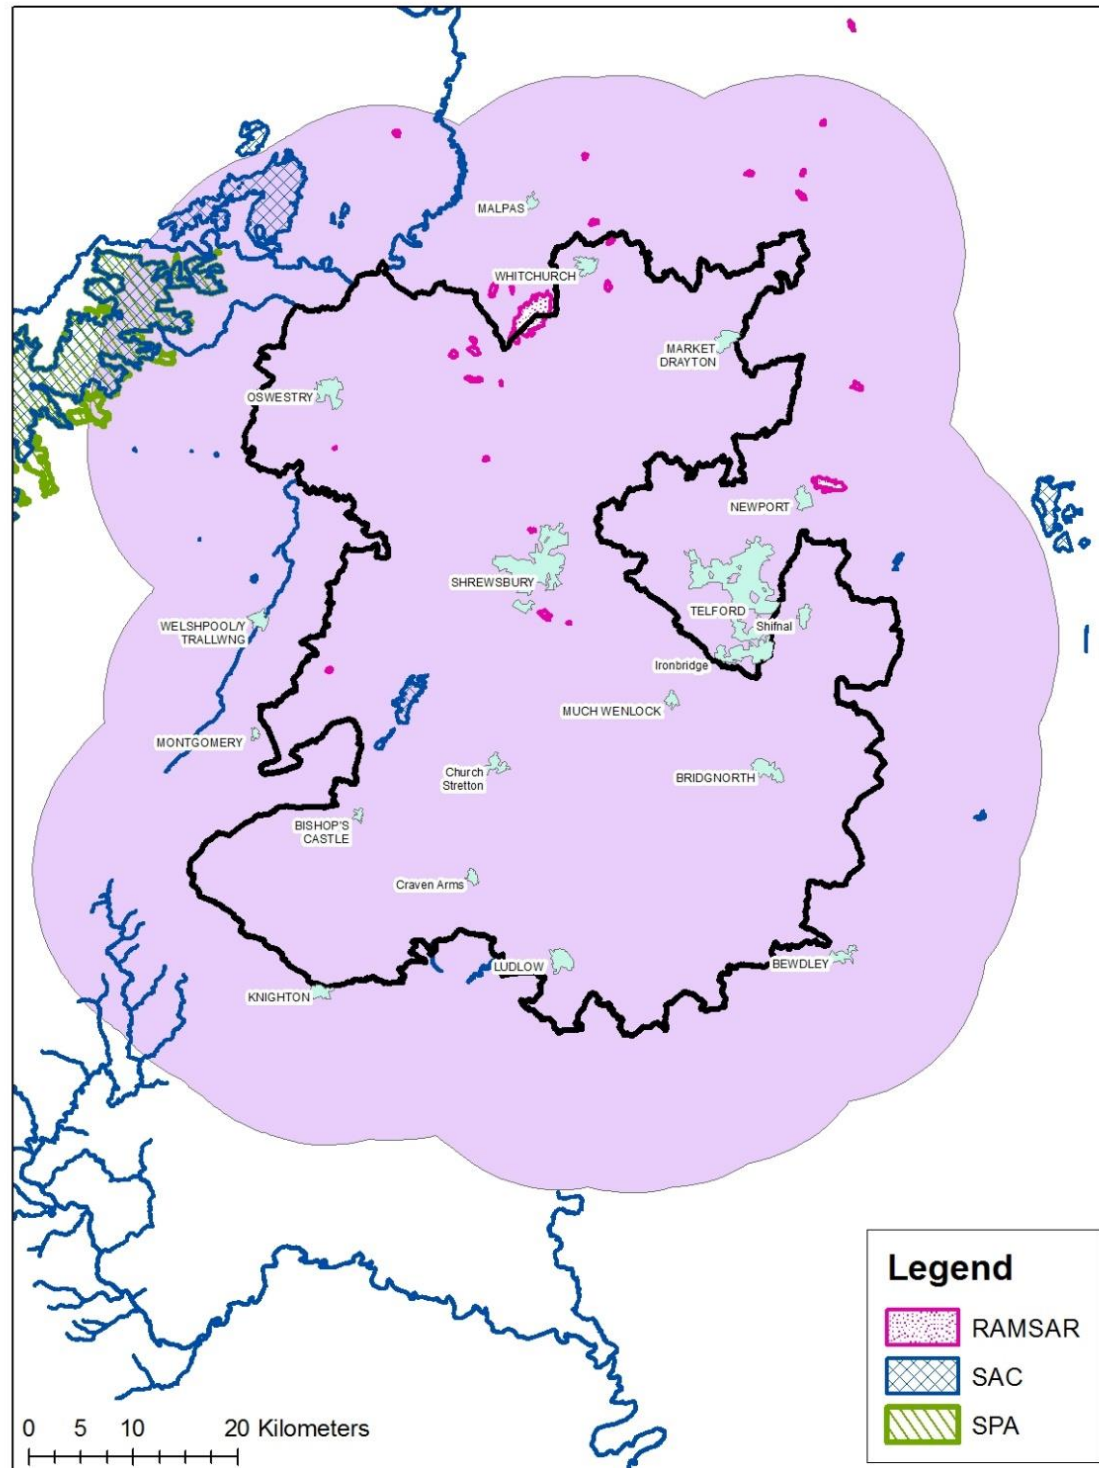 MALPAS
WHITCHURCH
MARKET
DRAYTON
OSWESTRY
NEWPORT
SHREWSBURY
TELFORD
Shifnal
WELSHPOOL/Y
TRALLWNG
Ironbridge
MUCH WENLOCK
MONTGOMERY
Church
Stretton
BRIDGNORTH
BISHOP'S
CASTLE
Craven Arms
LUDLOW
BEWDLEY
KNIGHTON
Legend
RAMSAR
SAC
SPA
0 5 10 20 Kilometers